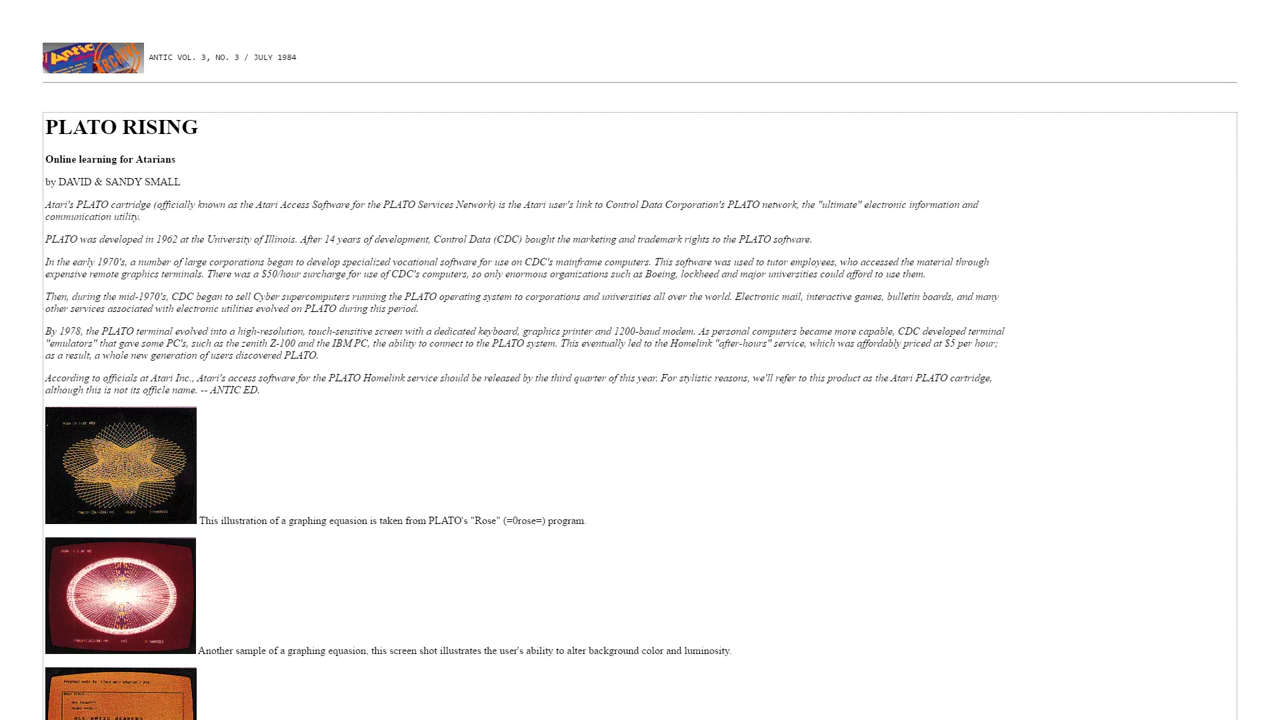 Antic
ARCHIVE
ANTIC VOL. 3, NO. 3 / JULY 1984
PLATO RISING
Online learning for Atarians
by DAVID & SANDY SMALL
Atari's PLATO cartridge (officially known as the Atari Access Software for the PLATO Services Network) is the Atari user's link to Control Data Corporation's PLATO network, the "ultimate" electronic information and
communication utility.
PLATO was developed in 1962 at the University of Illinois. After 14 years of development, Control Data (CDC) bought the marketing and trademark rights to the PLATO software.
In the early 1970's, a number of large corporations began to develop specialized vocational software for use on CDC's mainframe computers. This software was used to tutor employees, who accessed the material through
expensive remote graphics terminals. There was a $50/hour surcharge for use of CDC's computers, so only enormous organizations such as Boeing, lockheed and major universities could afford to use them.
Then, during the mid-1970's, CDC began to sell Cyber supercomputers running the PLATO operating system to corporations and universities all over the world. Electronic mail, interactive games, bulletin boards, and many
other services associated with electronic utilities evolved on PLATO during this period.
By 1978, the PLATO terminal evolved into a high-resolution, touch-sensitive screen with a dedicated keyboard, graphics printer and 1200-baud modem. As personal computers became more capable, CDC developed terminal
"emulators" that gave some PC's, such as the zenith Z-100 and the IBM PC, the ability to connect to the PLATO system. This eventually led to the Homelink "after-hours" service, which was affordably priced at $5 per hour;
as a result, a whole new generation of users discovered PLATO.
According to officials at Atari Inc., Atari's access software for the PLATO Homelink service should be released by the third quarter of this year. For stylistic reasons, we'll refer to this product as the Atari PLATO cartridge,
although this is not its officle name. -- ANTIC ED.
This illustration of a graphing equasion is taken from PLATO's "Rose" (=0rose=) program.
Another sample of a graphing equasion, this screen shot illustrates the user's ability to alter background color and luminosity.
ALL ANTIC READERS